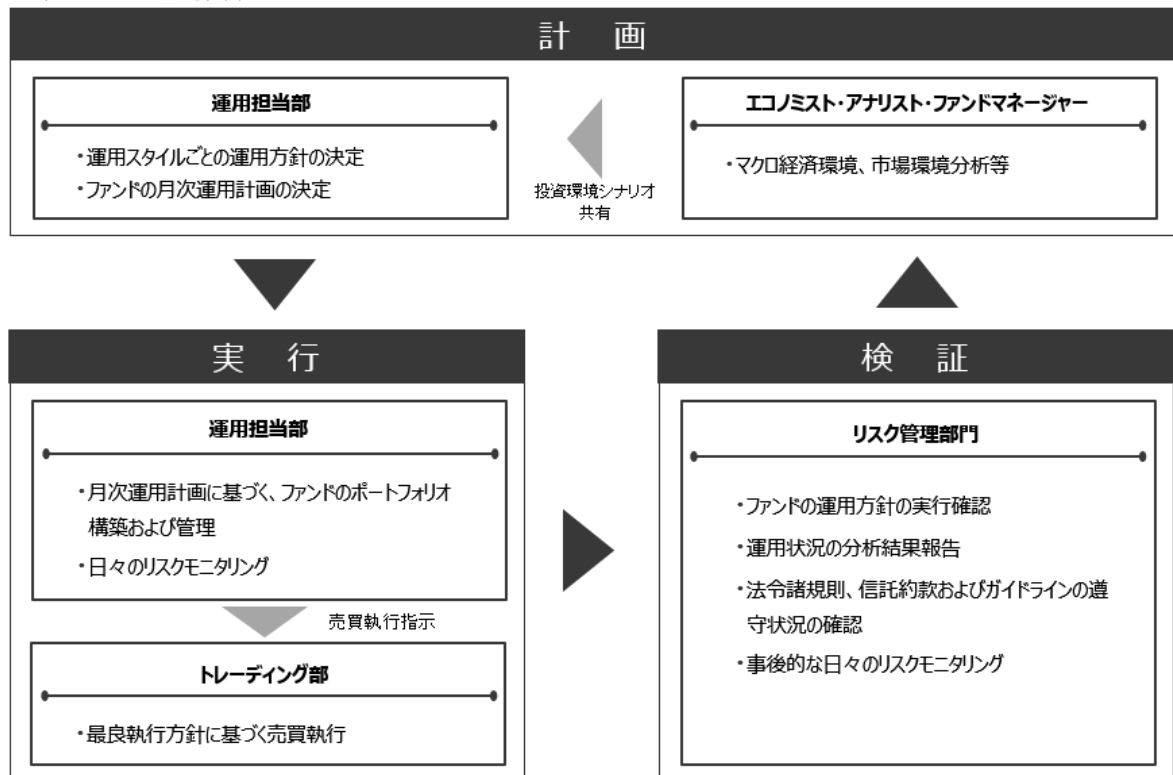 計 画
運用担当部
・運用スタイルごとの運用方針の決定
・ファンドの月次運用計画の決定
投資環境シナリオ
共有
エコノミスト・アナリスト・ファンドマネージャー
・マクロ経済環境、市場環境分析等
実 行
運用担当部
・月次運用計画に基づく、ファンドのポートフォリオ
構築および管理
・日々のリスクモニタリング
売買執行指示
トレーディング部
・最良執行方針に基づく売買執行
検 証
リスク管理部門
・ファンドの運用方針の実行確認
・運用状況の分析結果報告
・法令諸規則、信託約款およびガイドラインの遵
守状況の確認
・事後的な日々のリスクモニタリング